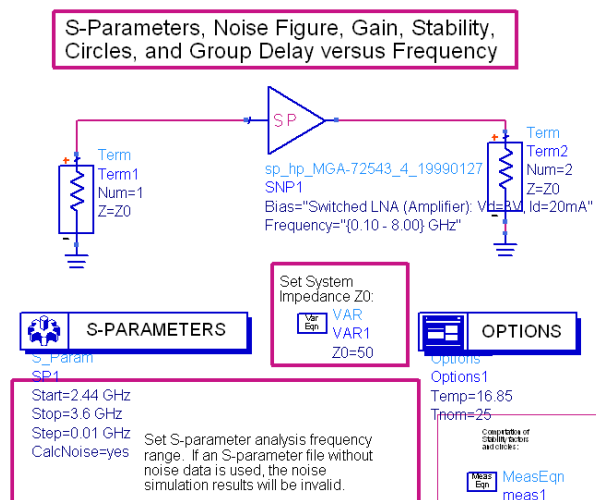 S-Parameters, Noise Figure, Gain, Stability,
Circles, and Group Delay versus Frequency
SP
Term
Term1
Num=1
Z=Z0
sp_hp_MGA-72543_4_19990127
SNP1
Bias="Switched LNA (Amplifier): Vd=3V, Id=20mA"
Frequency="{0.10 - 8.00} GHz"
Term
Term2
Num=2
Z=Z0
Set System
Impedance Z0:
Var
Eqn
VAR
VAR1
Z0=50
S-PARAMETERS
S_Param
SP1
Start=2.44 GHz
Stop=3.6 GHz
Step=0.01 GHz
CalcNoise=yes
Set S-parameter analysis frequency
range. If an S-parameter file without
noise data is used, the noise
simulation results will be invalid.
OPTIONS
Options
Options1
Temp=16.85
Tnom=25
Computation of
Stability factors
and circles:
Meas
Eqn
MeasEqn
meas1